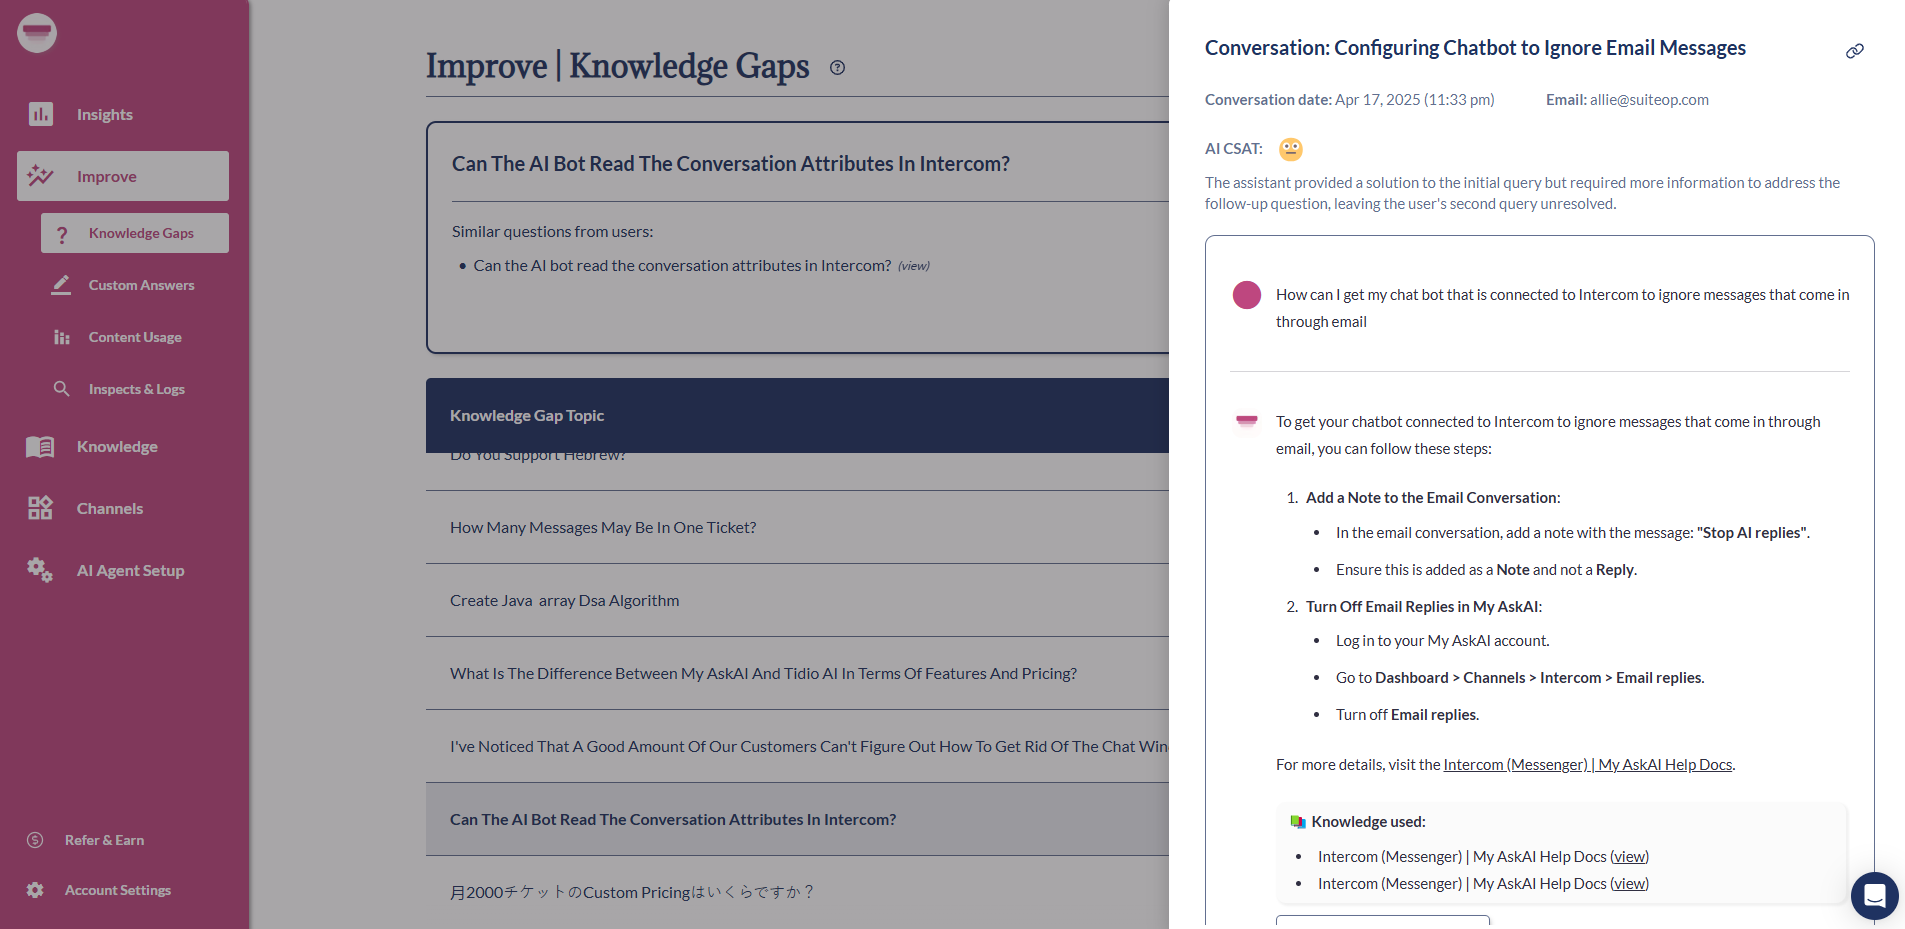 Insights
Improve
Knowledge Gaps
Custom Answers
Content Usage
Inspects & Logs
Knowledge
Channels
AI Agent Setup
Refer & Earn
Account Settings
Improve | Knowledge Gaps
Can The AI Bot Read The Conversation Attributes In Intercom?
Similar questions from users:
• Can the AI bot read the conversation attributes in Intercom? (view)
Knowledge Gap Topic
Do You Support Hebrew?
How Many Messages May Be In One Ticket?
Create Java array Dsa Algorithm
What Is The Difference Between My AskAI And Tidio AI In Terms Of Features And Pricing?
I've Noticed That A Good Amount Of Our Customers Can't Figure Out How To Get Rid Of The Chat Win
Can The AI Bot Read The Conversation Attributes In Intercom?
月2000チケットのCustom Pricingはいくらですか？
Conversation: Configuring Chatbot to Ignore Email Messages
Conversation date: Apr 17, 2025 (11:33 pm) Email: allie@suiteop.com
AI CSAT:
The assistant provided a solution to the initial query but required more information to address the
follow-up question, leaving the user's second query unresolved.
How can I get my chat bot that is connected to Intercom to ignore messages that come in
through email
To get your chatbot connected to Intercom to ignore messages that come in through
email, you can follow these steps:
1. Add a Note to the Email Conversation:
• In the email conversation, add a note with the message: "Stop AI replies".
• Ensure this is added as a Note and not a Reply.
2. Turn Off Email Replies in My AskAI:
• Log in to your My AskAI account.
• Go to Dashboard > Channels > Intercom > Email replies.
• Turn off Email replies.
For more details, visit the Intercom (Messenger) | My AskAI Help Docs.
Knowledge used:
• Intercom (Messenger) | My AskAI Help Docs (view)
• Intercom (Messenger) | My AskAI Help Docs (view)